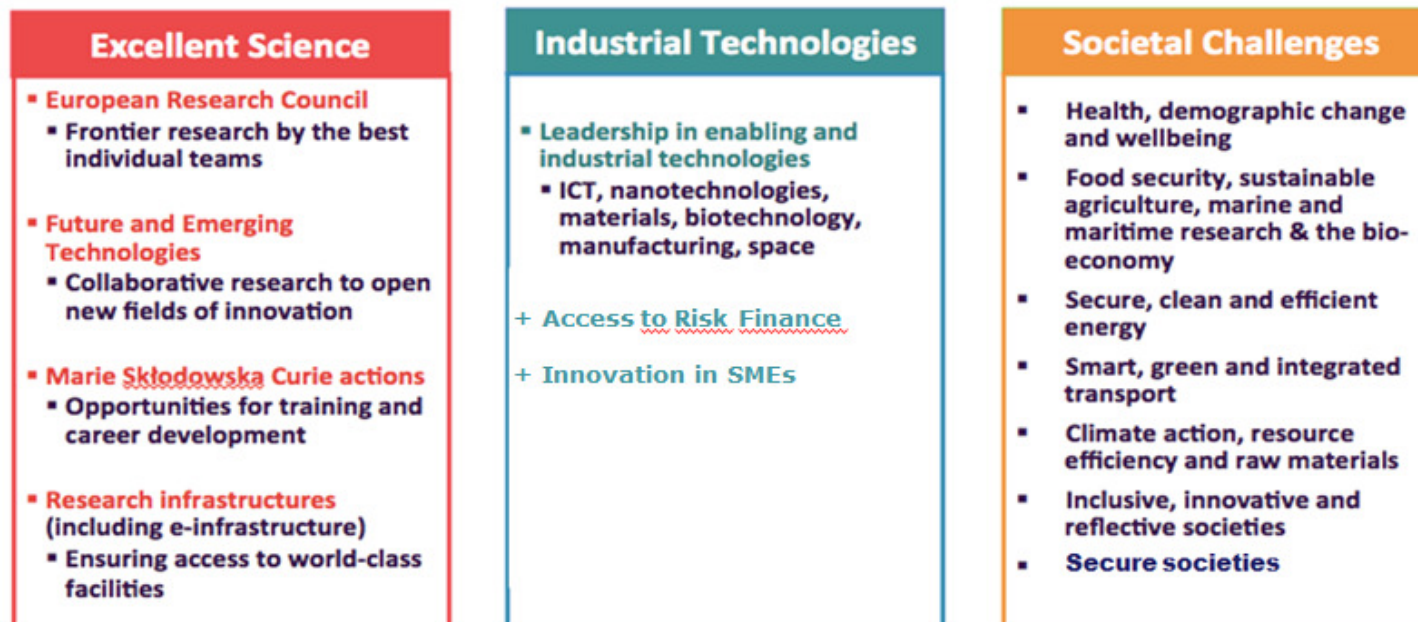 Excellent Science
▪ European Research Council
▪ Frontier research by the best
individual teams
▪ Future and Emerging
Technologies
▪ Collaborative research to open
new fields of innovation
▪ Marie Skłodowska Curie actions
▪ Opportunities for training and
career development
▪ Research infrastructures
(including e-infrastructure)
▪ Ensuring access to world-class
facilities
Industrial Technologies
▪ Leadership in enabling and
industrial technologies
▪ ICT, nanotechnologies,
materials, biotechnology,
manufacturing, space
+ Access to Risk Finance
+ Innovation in SMEs
Societal Challenges
▪ Health, demographic change
and wellbeing
▪ Food security, sustainable
agriculture, marine and
maritime research & the bio-
economy
▪ Secure, clean and efficient
energy
▪ Smart, green and integrated
transport
▪ Climate action, resource
efficiency and raw materials
▪ Inclusive, innovative and
reflective societies
▪ Secure societies